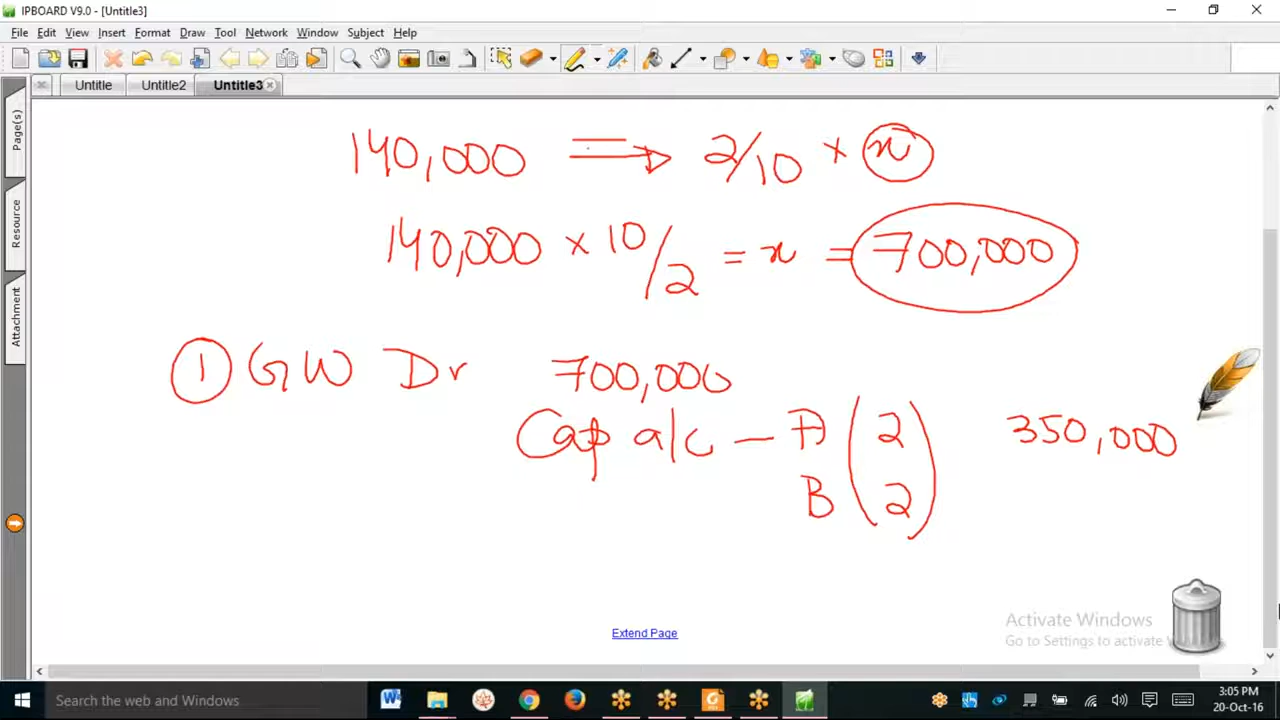 IPBOARD V9.0 - [Untitle3]
File Edit View Insert Format Draw Tool Network Window Subject Help
Untitle Untitle2 Untitle3
Page(s)
Resource
Attachment
140,000 ⇒ 2/10 × x
140,000 × 10/2 = x = 700,000
① GW Dr 700,000
Cap a/c — A ( 2 ) 350,000
B ( 2 )
Extend Page
Activate Windows
Go to Settings to activate W
Search the web and Windows
3:05 PM
20-Oct-16